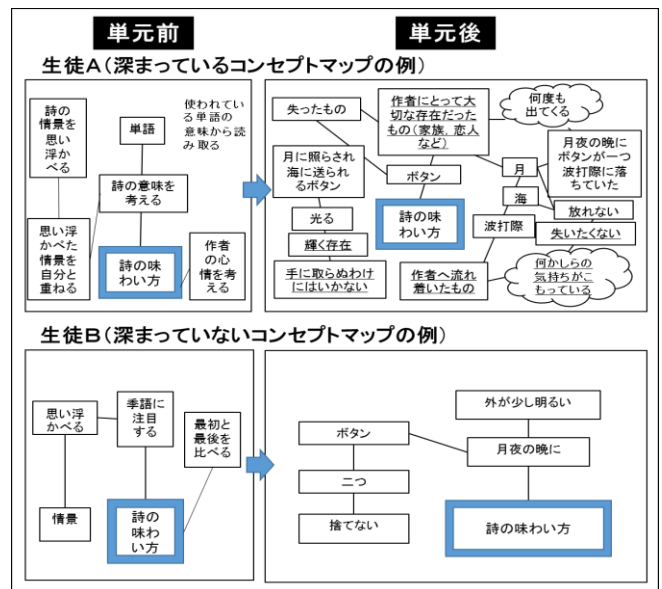 単元前
単元後
生徒A(深まっているコンセプトマップの例)
詩の
情景を
思い浮
かべる
単語
使われてい
る単語の
意味から読
み取る
詩の意味を
考える
思い浮
かべた
情景を
自分と
重ねる
詩の味
わい方
作者の
心情を考
える
失ったもの
作者にとって大
切な存在だった
もの(家族、恋人
など)
何度も
出てくる
月に照らされ
海に送られ
るボタン
ボタン
月
月夜の晩に
ボタンが一つ
波打際に落
ちていた
光る
詩の味
わい方
海
放れない
輝く存在
波打際
失いたくない
手に取らぬわけ
にはいかない
作者へ流れ
着いたもの
何かしらの
気持ちがこ
もっている
生徒B(深まっていないコンセプトマップの例)
思い浮
かべる
季語に
注目
する
最初と
最後を
比べる
情景
詩の
味わ
い方
外が少し明るい
ボタン
月夜の晩に
二つ
捨てない
詩の味わい方